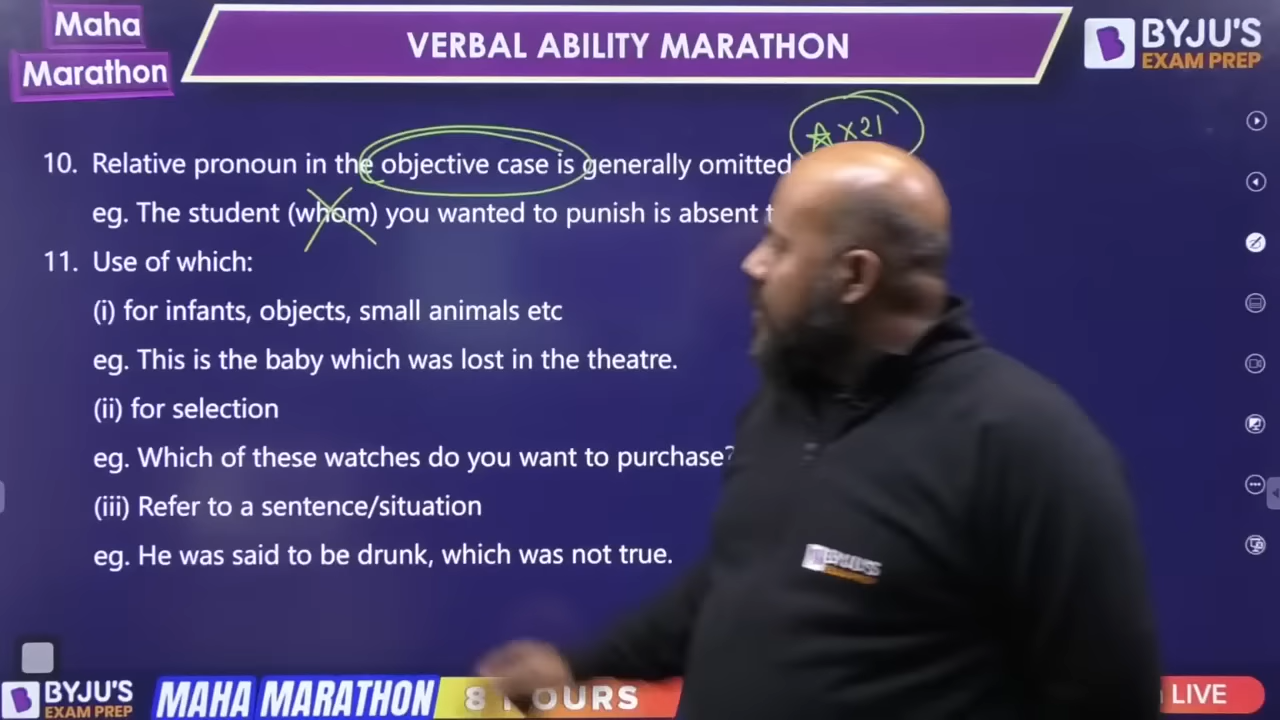 Maha
Marathon
VERBAL ABILITY MARATHON
BYJU'S
EXAM PREP
☆ x21
10. Relative pronoun in the objective case is generally omitted
eg. The student (whom) you wanted to punish is absent t
11. Use of which:
(i) for infants, objects, small animals etc
eg. This is the baby which was lost in the theatre.
(ii) for selection
eg. Which of these watches do you want to purchase?
(iii) Refer to a sentence/situation
eg. He was said to be drunk, which was not true.
BYJU'S
EXAM PREP
MAHA MARATHON
8 HOURS
LIVE